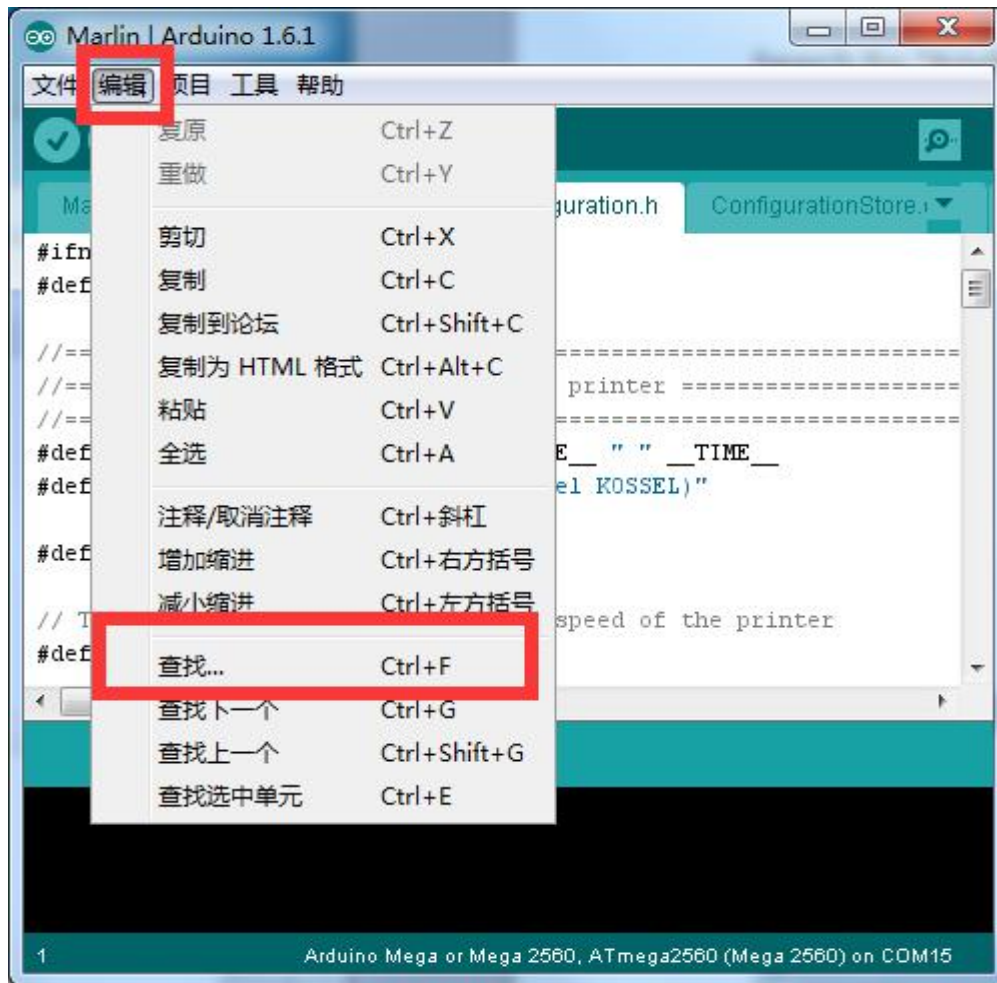 Marlin | Arduino 1.6.1
文件 编辑 项目 工具 帮助
复原 Ctrl+Z
重做 Ctrl+Y
Ma guration.h ConfigurationStore.
剪切 Ctrl+X
#ifn
复制 Ctrl+C
#def
复制到论坛 Ctrl+Shift+C
//== =============================
复制为 HTML 格式 Ctrl+Alt+C
//== printer ====================
粘贴 Ctrl+V
//== =============================
#def 全选 Ctrl+A E__ " " __TIME__
#def el KOSSEL)"
注释/取消注释 Ctrl+斜杠
#def 增加缩进 Ctrl+右方括号
减小缩进 Ctrl+左方括号
// T speed of the printer
#def 查找... Ctrl+F
查找下一个 Ctrl+G
查找上一个 Ctrl+Shift+G
查找选中单元 Ctrl+E
1 Arduino Mega or Mega 2560, ATmega2560 (Mega 2560) on COM15